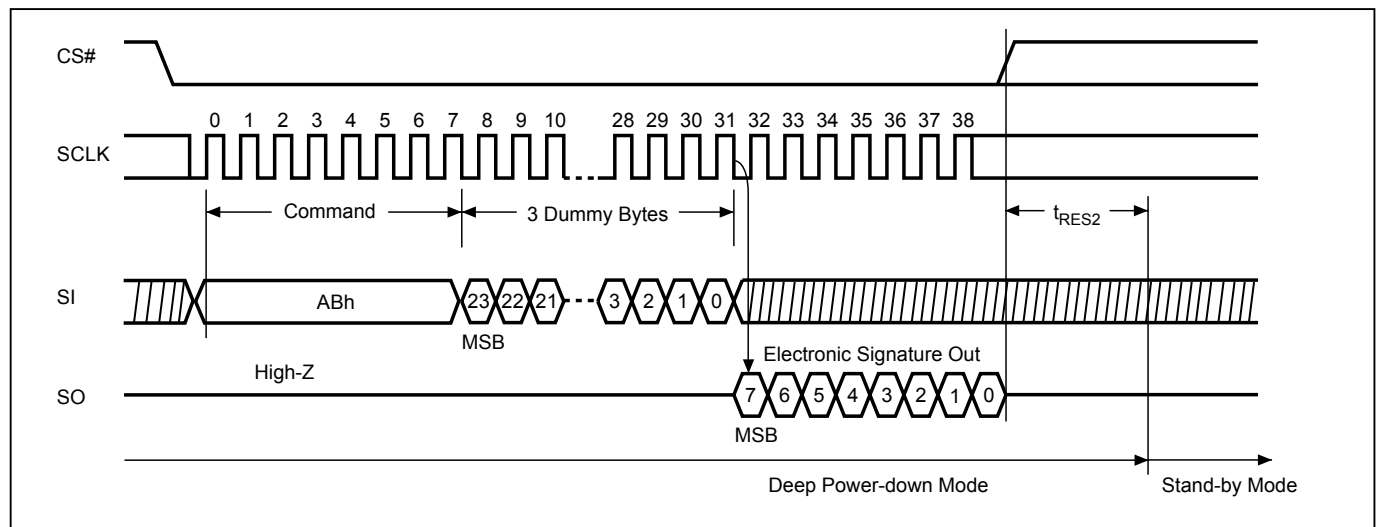 CS#
0 1 2 3 4 5 6 7 8 9 10 28 29 30 31 32 33 34 35 36 37 38
SCLK
Command
3 Dummy Bytes
tRES2
SI
ABh
23 22 21 3 2 1 0
MSB
Electronic Signature Out
High-Z
SO
7 6 5 4 3 2 1 0
MSB
Deep Power-down Mode
Stand-by Mode